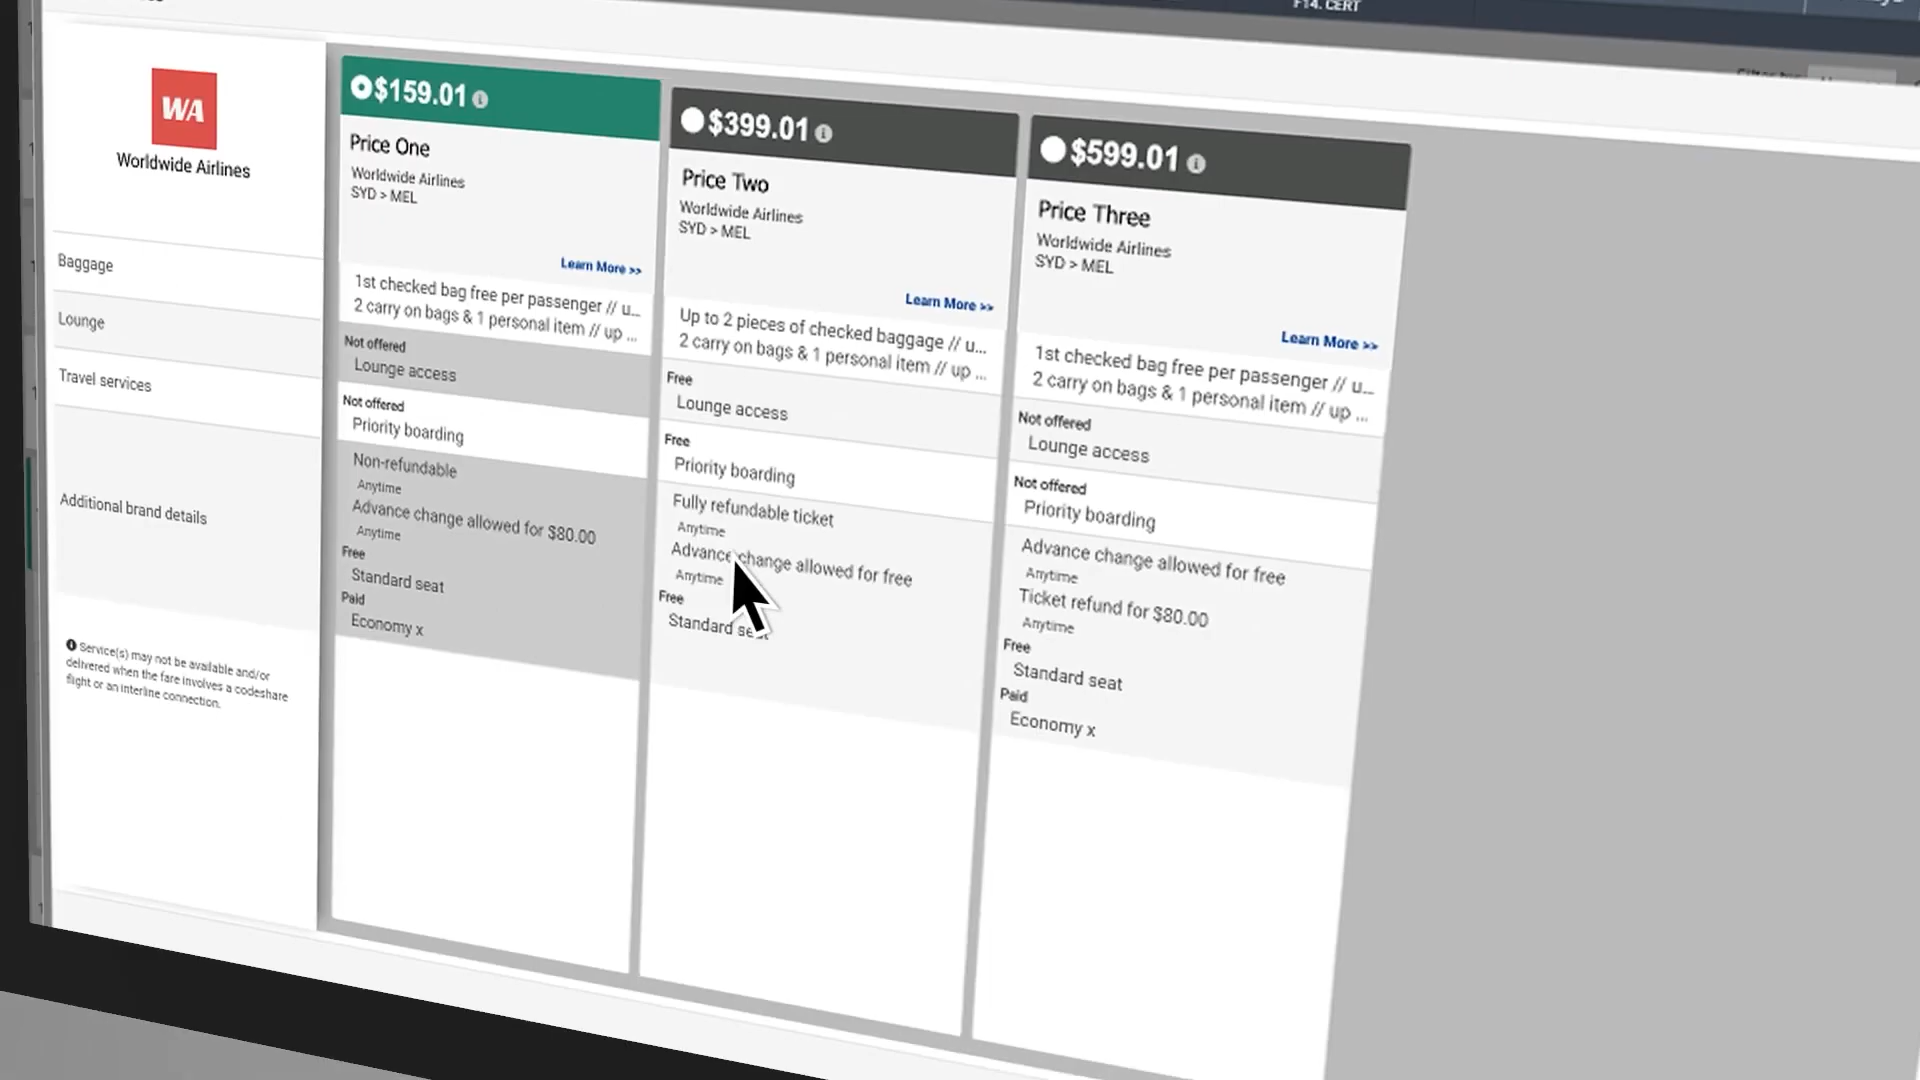 F14. CERT
WA
Worldwide Airlines
Baggage
Lounge
Travel services
Additional brand details
Service(s) may not be available and/or
delivered when the fare involves a codeshare
flight or an interline connection.
$159.01
Price One
Worldwide Airlines
SYD > MEL
Learn More >>
1st checked bag free per passenger // u...
2 carry on bags & 1 personal item // up ...
Not offered
Lounge access
Not offered
Priority boarding
Non-refundable
Anytime
Advance change allowed for $80.00
Anytime
Free
Standard seat
Paid
Economy x
$399.01
Price Two
Worldwide Airlines
SYD > MEL
Learn More >>
Up to 2 pieces of checked baggage // u...
2 carry on bags & 1 personal item // up ...
Free
Lounge access
Free
Priority boarding
Fully refundable ticket
Anytime
Advance change allowed for free
Anytime
Free
Standard seat
$599.01
Price Three
Worldwide Airlines
SYD > MEL
Learn More >>
1st checked bag free per passenger // u...
2 carry on bags & 1 personal item // up ...
Not offered
Lounge access
Not offered
Priority boarding
Advance change allowed for free
Anytime
Ticket refund for $80.00
Anytime
Free
Standard seat
Paid
Economy x